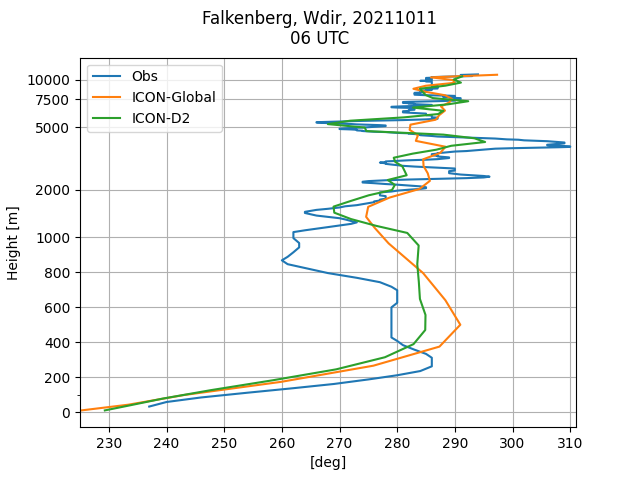 Falkenberg, Wdir, 20211011
06 UTC
Obs
ICON-Global
ICON-D2
Height [m]
10000
7500
5000
2000
1000
800
600
400
200
0
230 240 250 260 270 280 290 300 310
[deg]